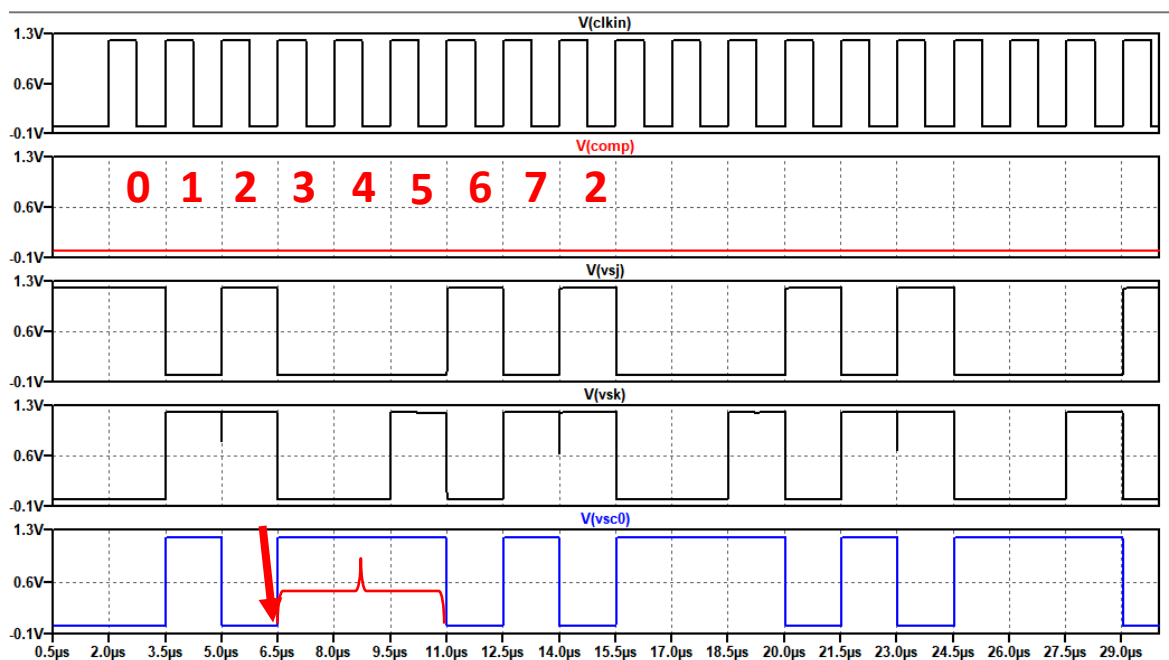 V(clkin)
1.3V
0.6V
-0.1V
V(comp)
1.3V
0 1 2 3 4 5 6 7 2
0.6V
-0.1V
V(vsj)
1.3V
0.6V
-0.1V
V(vsk)
1.3V
0.6V
-0.1V
V(vsc0)
1.3V
0.6V
-0.1V
0.5µs 2.0µs 3.5µs 5.0µs 6.5µs 8.0µs 9.5µs 11.0µs 12.5µs 14.0µs 15.5µs 17.0µs 18.5µs 20.0µs 21.5µs 23.0µs 24.5µs 26.0µs 27.5µs 29.0µs